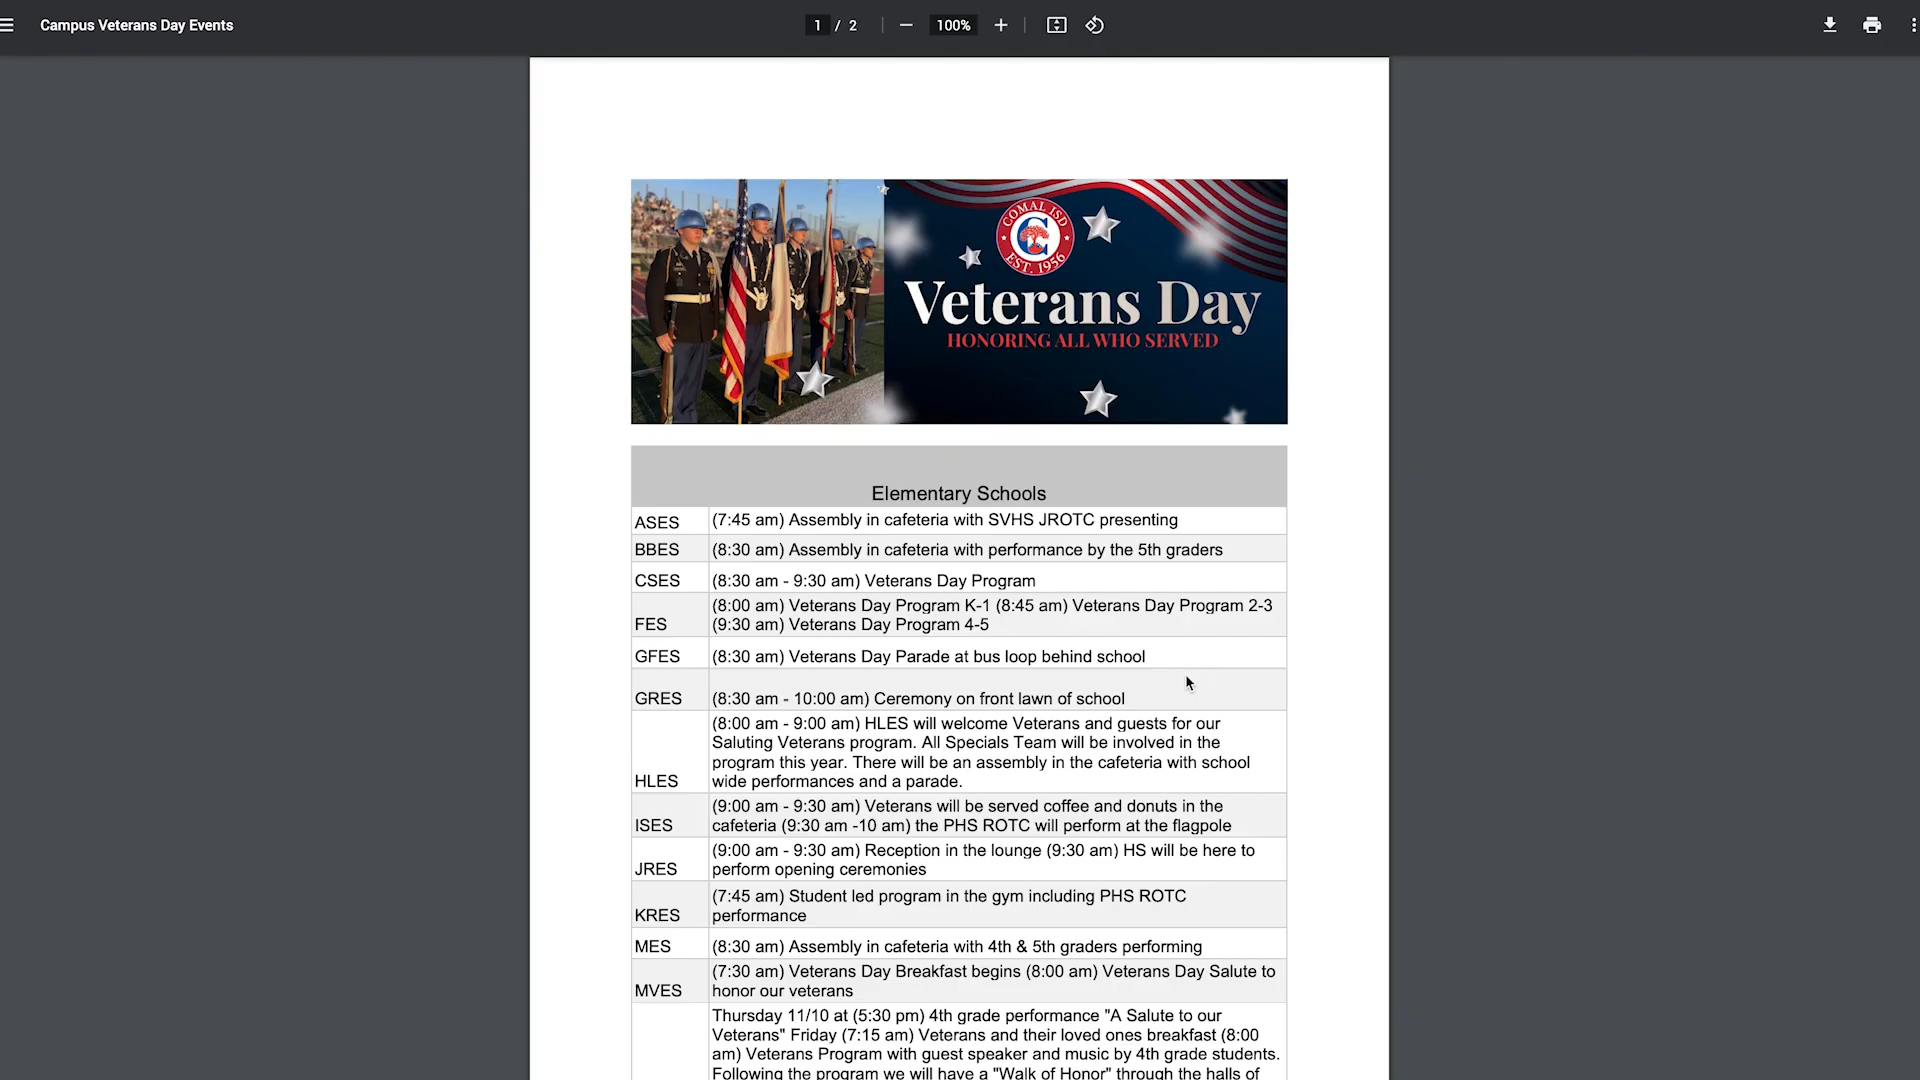 Campus Veterans Day Events
1 / 2
100%
COMAL ISD
EST. 1956
Veterans Day
HONORING ALL WHO SERVED
Elementary Schools
ASES (7:45 am) Assembly in cafeteria with SVHS JROTC presenting
BBES (8:30 am) Assembly in cafeteria with performance by the 5th graders
CSES (8:30 am - 9:30 am) Veterans Day Program
(8:00 am) Veterans Day Program K-1 (8:45 am) Veterans Day Program 2-3
FES (9:30 am) Veterans Day Program 4-5
GFES (8:30 am) Veterans Day Parade at bus loop behind school
GRES (8:30 am - 10:00 am) Ceremony on front lawn of school
(8:00 am - 9:00 am) HLES will welcome Veterans and guests for our
Saluting Veterans program. All Specials Team will be involved in the
program this year. There will be an assembly in the cafeteria with school
HLES wide performances and a parade.
(9:00 am - 9:30 am) Veterans will be served coffee and donuts in the
ISES cafeteria (9:30 am -10 am) the PHS ROTC will perform at the flagpole
(9:00 am - 9:30 am) Reception in the lounge (9:30 am) HS will be here to
JRES perform opening ceremonies
(7:45 am) Student led program in the gym including PHS ROTC
KRES performance
MES (8:30 am) Assembly in cafeteria with 4th & 5th graders performing
(7:30 am) Veterans Day Breakfast begins (8:00 am) Veterans Day Salute to
MVES honor our veterans
Thursday 11/10 at (5:30 pm) 4th grade performance "A Salute to our
Veterans" Friday (7:15 am) Veterans and their loved ones breakfast (8:00
am) Veterans Program with guest speaker and music by 4th grade students.
Following the program we will have a "Walk of Honor" through the halls of